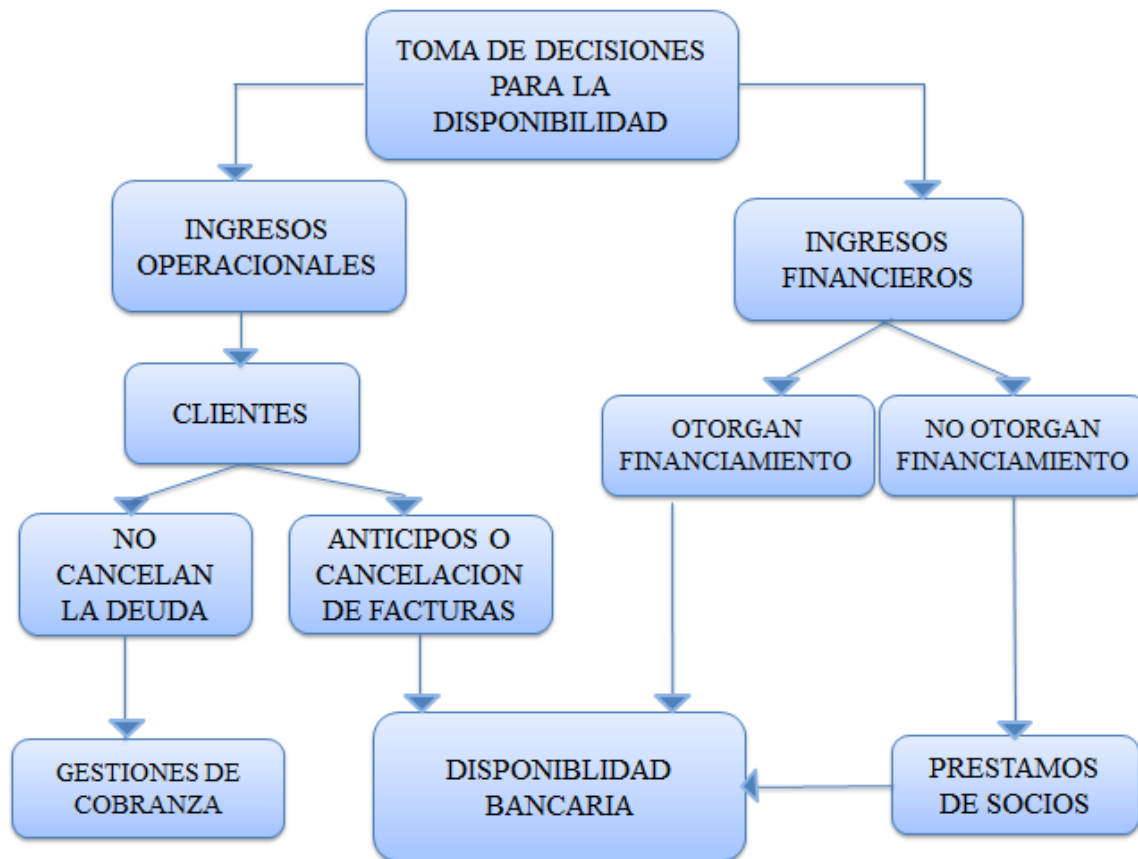 TOMA DE DECISIONES
PARA LA
DISPONIBILIDAD
INGRESOS
OPERACIONALES
INGRESOS
FINANCIEROS
CLIENTES
OTORGAN
FINANCIAMIENTO
NO OTORGAN
FINANCIAMIENTO
NO
CANCELAN
LA DEUDA
ANTICIPOS O
CANCELACION
DE FACTURAS
GESTIONES DE
COBRANZA
DISPONIBLIDAD
BANCARIA
PRESTAMOS
DE SOCIOS